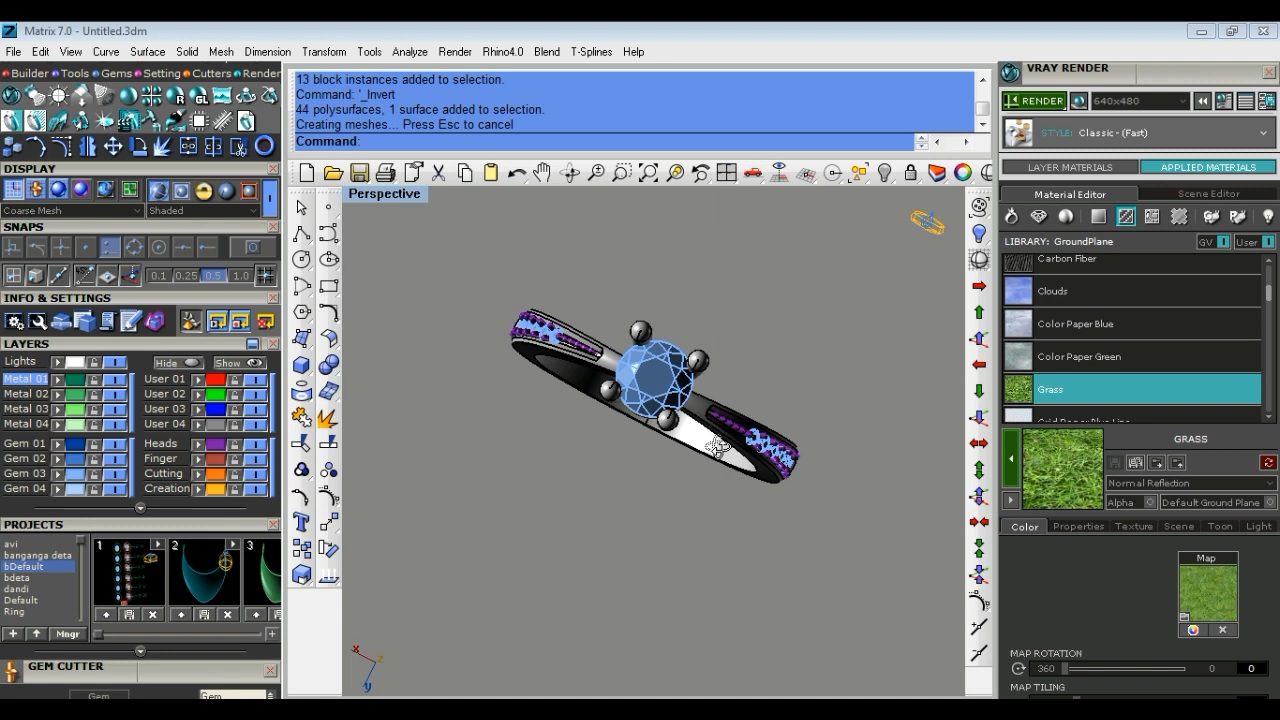 Matrix 7.0 - Untitled.3dm
File Edit View Curve Surface Solid Mesh Dimension Transform Tools Analyze Render Rhino4.0 Blend T-Splines Help
Builder Tools Gems Setting Cutters Render
13 block instances added to selection.
Command: '_Invert
44 polysurfaces, 1 surface added to selection.
Creating meshes... Press Esc to cancel
Command:
VRAY RENDER
RENDER 640x480
STYLE: Classic - (Fast)
LAYER MATERIALS APPLIED MATERIALS
Material Editor Scene Editor
LIBRARY: GroundPlane GV User
Carbon Fiber
Clouds
Color Paper Blue
Color Paper Green
Grass
Grid Paper Blue Line
GRASS
Normal Reflection
Alpha Default Ground Plane
Color Properties Texture Scene Toon Light
Map
MAP ROTATION
360 0 0
MAP TILING
Perspective
x z
y
DISPLAY
Coarse Mesh Shaded
SNAPS
0.1 0.25 0.5 1.0
INFO & SETTINGS
LAYERS
Lights Hide Show
Metal 01 User 01
Metal 02 User 02
Metal 03 User 03
Metal 04 User 04
Gem 01 Heads
Gem 02 Finger
Gem 03 Cutting
Gem 04 Creation
PROJECTS
avi
banganga deta
bDefault
bdeta
dandi
Default
Ring
1 2 3
Mngr
GEM CUTTER
Gem Gem